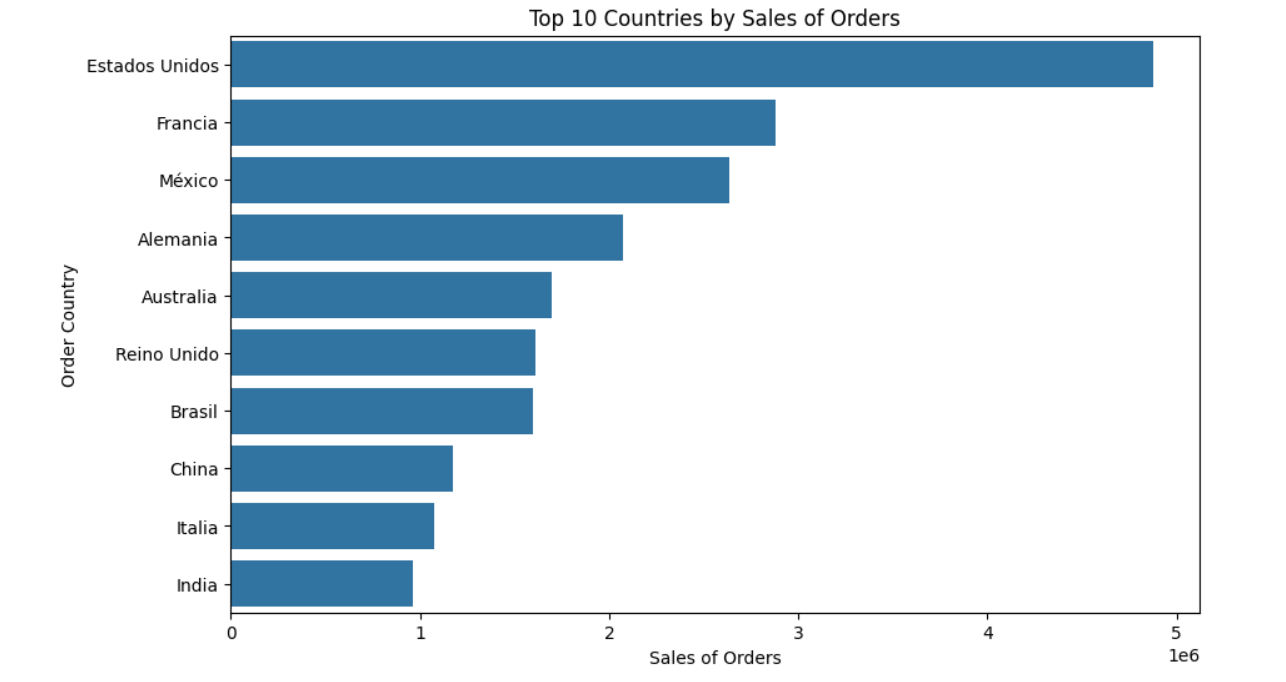 Top 10 Countries by Sales of Orders
Order Country
Estados Unidos
Francia
México
Alemania
Australia
Reino Unido
Brasil
China
Italia
India
0 1 2 3 4 5
1e6
Sales of Orders